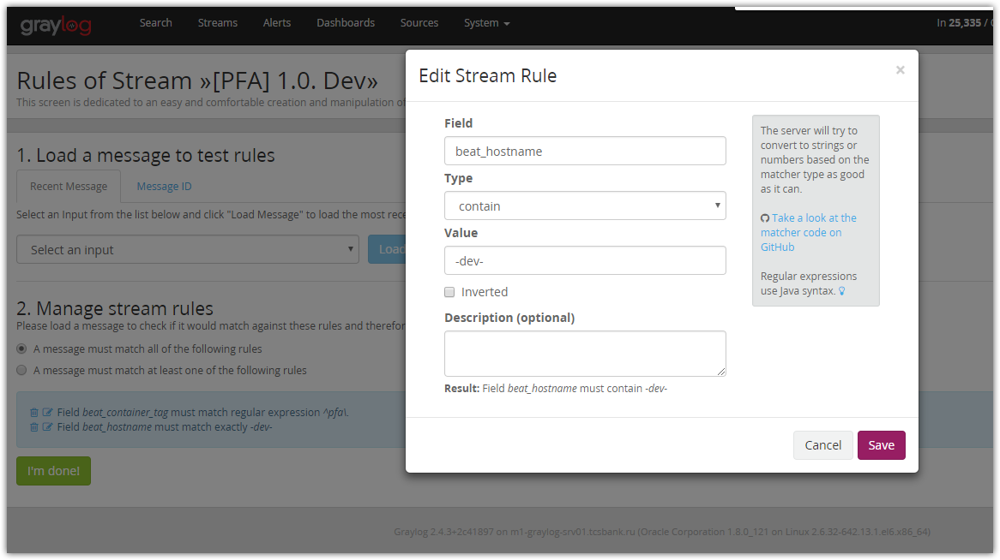 graylog
Search Streams Alerts Dashboards Sources System
In 25,335 /
Rules of Stream »[PFA] 1.0. Dev»
This screen is dedicated to an easy and comfortable creation and manipulation of
1. Load a message to test rules
Recent Message Message ID
Select an Input from the list below and click "Load Message" to load the most rece
Select an input
Load
2. Manage stream rules
Please load a message to check if it would match against these rules and therefor
A message must match all of the following rules
A message must match at least one of the following rules
Field beat_container_tag must match regular expression ^pfa\.
Field beat_hostname must match exactly -dev-
I'm done!
Edit Stream Rule
×
Field
beat_hostname
Type
contain
Value
-dev-
Inverted
Description (optional)
Result: Field beat_hostname must contain -dev-
The server will try to
convert to strings or
numbers based on the
matcher type as good
as it can.
Take a look at the
matcher code on
GitHub
Regular expressions
use Java syntax.
Cancel Save
Graylog 2.4.3+2c41897 on m1-graylog-srv01.tcsbank.ru (Oracle Corporation 1.8.0_121 on Linux 2.6.32-642.13.1.el6.x86_64)